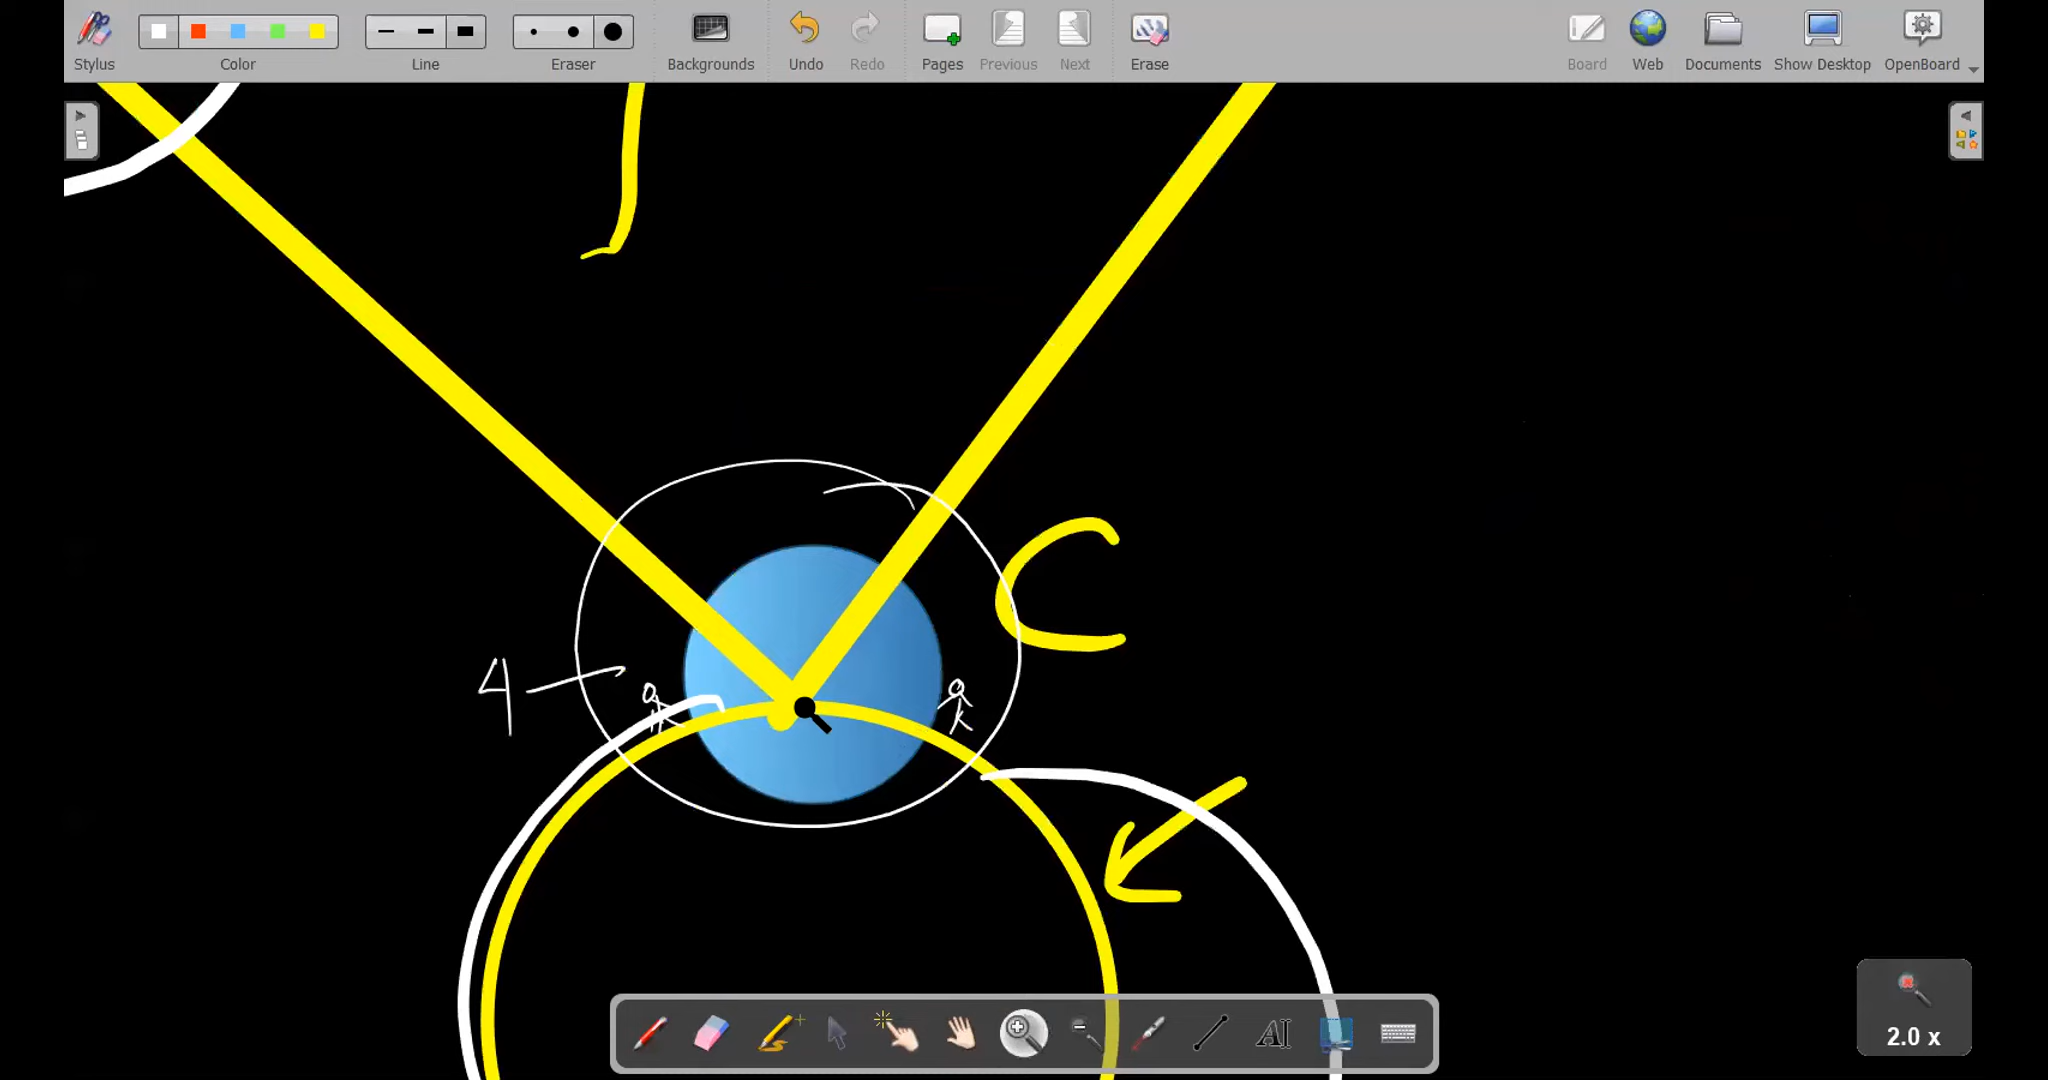 Stylus
Color
Line
Eraser
Backgrounds
Undo
Redo
Pages
Previous
Next
Erase
Board
Web
Documents
Show Desktop
OpenBoard
C
4
AI
2.0 x